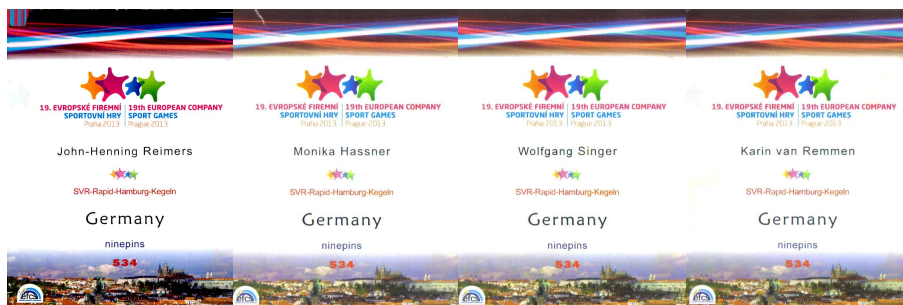 19. EVROPSKÉ FIREMNÍ | 19th EUROPEAN COMPANY
SPORTOVNÍ HRY | SPORT GAMES
Praha 2013 | Prague 2013
John-Henning Reimers
SVR-Rapid-Hamburg-Kegeln
Germany
ninepins
534
efcs
19. EVROPSKÉ FIREMNÍ | 19th EUROPEAN COMPANY
SPORTOVNÍ HRY | SPORT GAMES
Praha 2013 | Prague 2013
Monika Hassner
SVR-Rapid-Hamburg-Kegeln
Germany
ninepins
534
efcs
19. EVROPSKÉ FIREMNÍ | 19th EUROPEAN COMPANY
SPORTOVNÍ HRY | SPORT GAMES
Praha 2013 | Prague 2013
Wolfgang Singer
SVR-Rapid-Hamburg-Kegeln
Germany
ninepins
534
efcs
19. EVROPSKÉ FIREMNÍ | 19th EUROPEAN COMPANY
SPORTOVNÍ HRY | SPORT GAMES
Praha 2013 | Prague 2013
Karin van Remmen
SVR-Rapid-Hamburg-Kegeln
Germany
ninepins
534
efcs